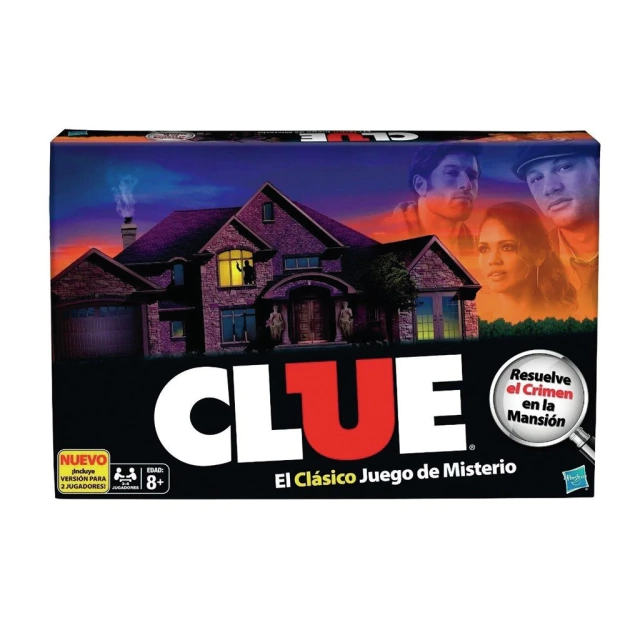 CLUE
CLUE®
Resuelve
el Crimen
en la
Mansión
El Clásico Juego de Misterio
NUEVO
¡Incluye
VERSIÓN PARA
2 JUGADORES!
JUGADORES
EDAD:
8+
Hasbro